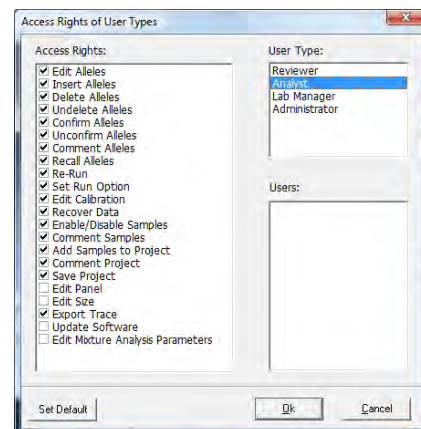 Access Rights of User Types
Access Rights:
Edit Alleles
Insert Alleles
Delete Alleles
Undelete Alleles
Confirm Alleles
Unconfirm Alleles
Comment Alleles
Recall Alleles
Re-Run
Set Run Option
Edit Calibration
Recover Data
Enable/Disable Samples
Comment Samples
Add Samples to Project
Comment Project
Save Project
Edit Panel
Edit Size
Export Trace
Update Software
Edit Mixture Analysis Parameters
User Type:
Reviewer
Analyst
Lab Manager
Administrator
Users:
Set Default
Ok
Cancel